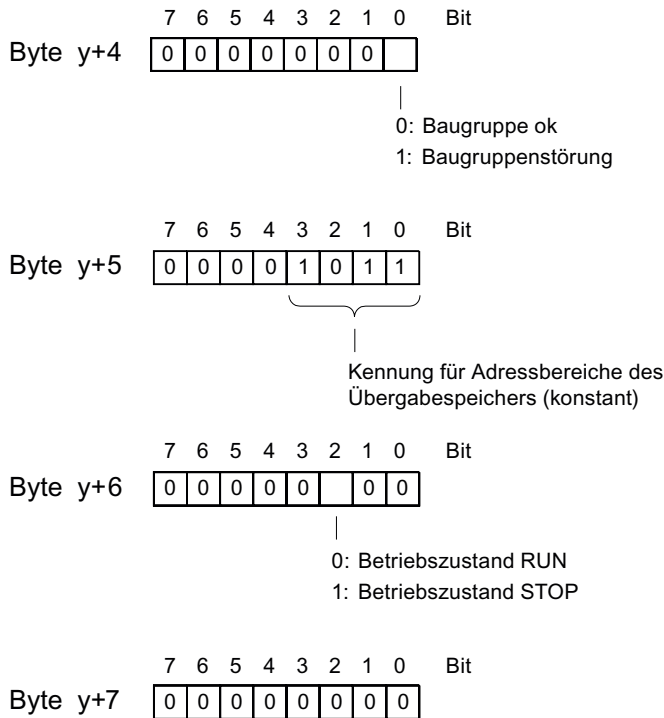 7 6 5 4 3 2 1 0 Bit
Byte y+4 0 0 0 0 0 0 0
0: Baugruppe ok
1: Baugruppenstörung
7 6 5 4 3 2 1 0 Bit
Byte y+5 0 0 0 0 1 0 1 1
Kennung für Adressbereiche des
Übergabespeichers (konstant)
7 6 5 4 3 2 1 0 Bit
Byte y+6 0 0 0 0 0 0 0
0: Betriebszustand RUN
1: Betriebszustand STOP
7 6 5 4 3 2 1 0 Bit
Byte y+7 0 0 0 0 0 0 0 0